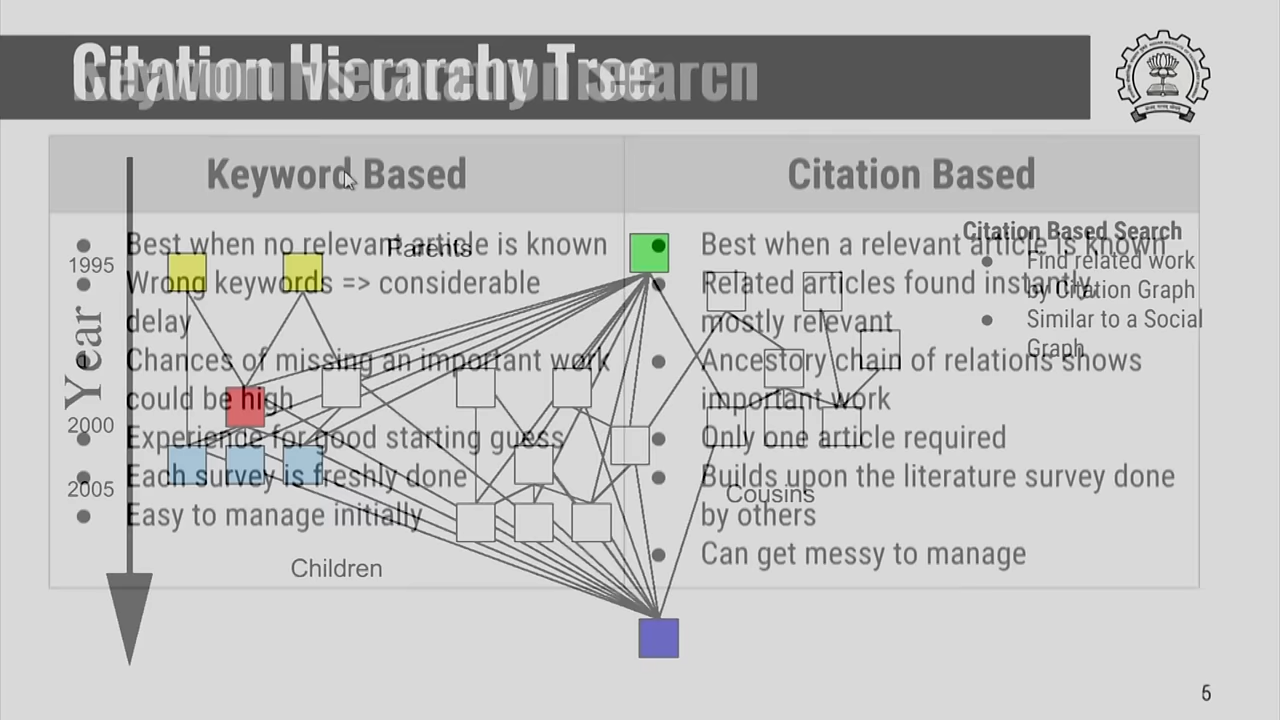 Citation Hierarchy Tree
Keyword Based
Citation Based
Best when no relevant article is known
Wrong keywords => considerable
delay
Chances of missing an important work
could be high
Experience for good starting guess
Each survey is freshly done
Easy to manage initially
Best when a relevant article is known
Related articles found instantly,
mostly relevant
Ancestory chain of relations shows
important work
Only one article required
Builds upon the literature survey done
by others
Can get messy to manage
Year
1995
2000
2005
Parents
Children
Cousins
Citation Based Search
Find related work
by Citation Graph
Similar to a Social
Graph